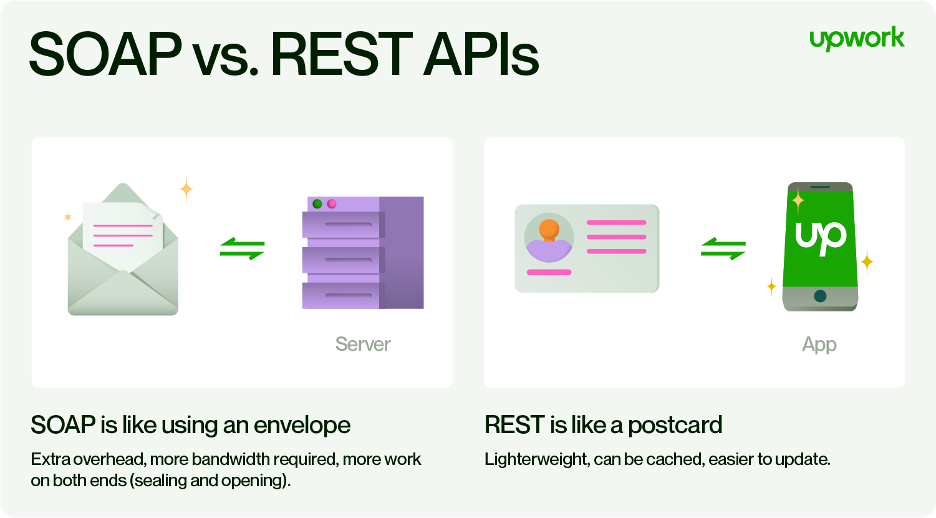 SOAP vs. REST APIs
upwork
up
Server
App
SOAP is like using an envelope
Extra overhead, more bandwidth required, more work
on both ends (sealing and opening).
REST is like a postcard
Lighterweight, can be cached, easier to update.